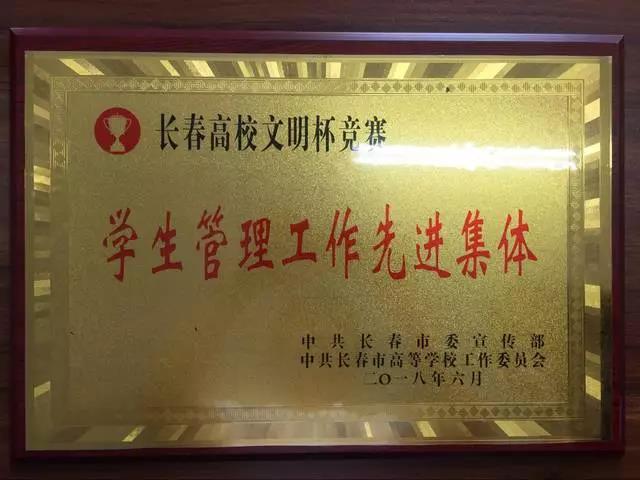 长春高校文明杯竞赛
学生管理工作先进集体
中共长春市委宣传部
中共长春市高等学校工作委员会
二〇一八年六月